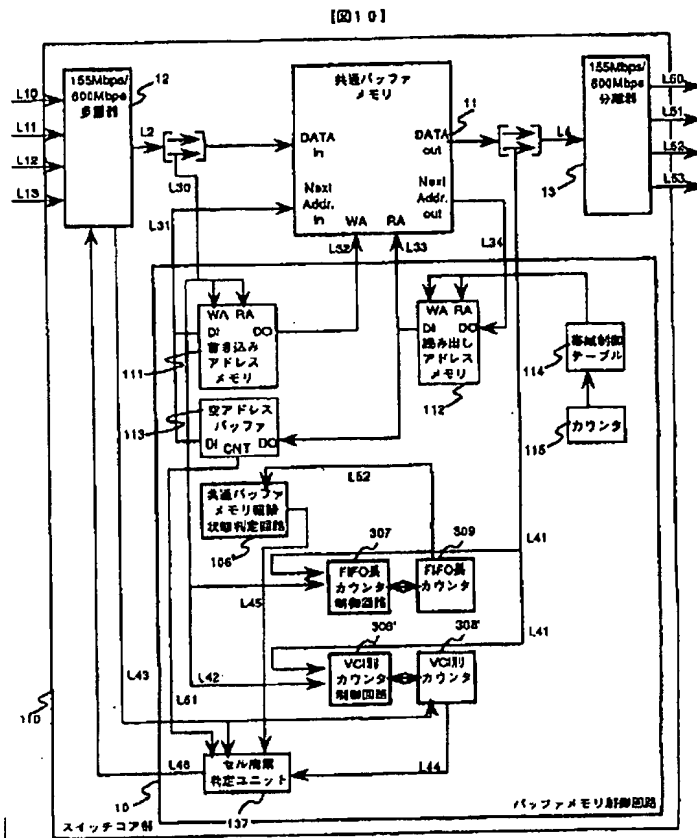 【図10】
L10
L11
L12
L13
155Mbps/
600Mbps
多重器
12
L2
L30
L31
共通バッファ
メモリ
11
DATA
In
Next
Addr.
In
WA
RA
DATA
out
Next
Addr.
out
L32
L33
L34
L4
155Mbps/
600Mbps
分離器
13
L50
L51
L52
L53
WA RA
DI DO
書き込み
アドレス
メモリ
111
WA RA
DI DO
読み出し
アドレス
メモリ
112
帯域制御
テーブル
114
カウンタ
115
空アドレス
バッファ
DI CNT DO
113
共通バッファ
メモリ
状態判定回路
106
L52
307
FIFO長
カウンタ
制御回路
309
FIFO長
カウンタ
L41
L45
306'
VCI別
カウンタ
制御回路
308'
VCI別
カウンタ
L41
L42
L43
L61
L44
L46
セル廃棄
判定ユニット
137
110
10
スイッチコア部
バッファメモリ制御回路